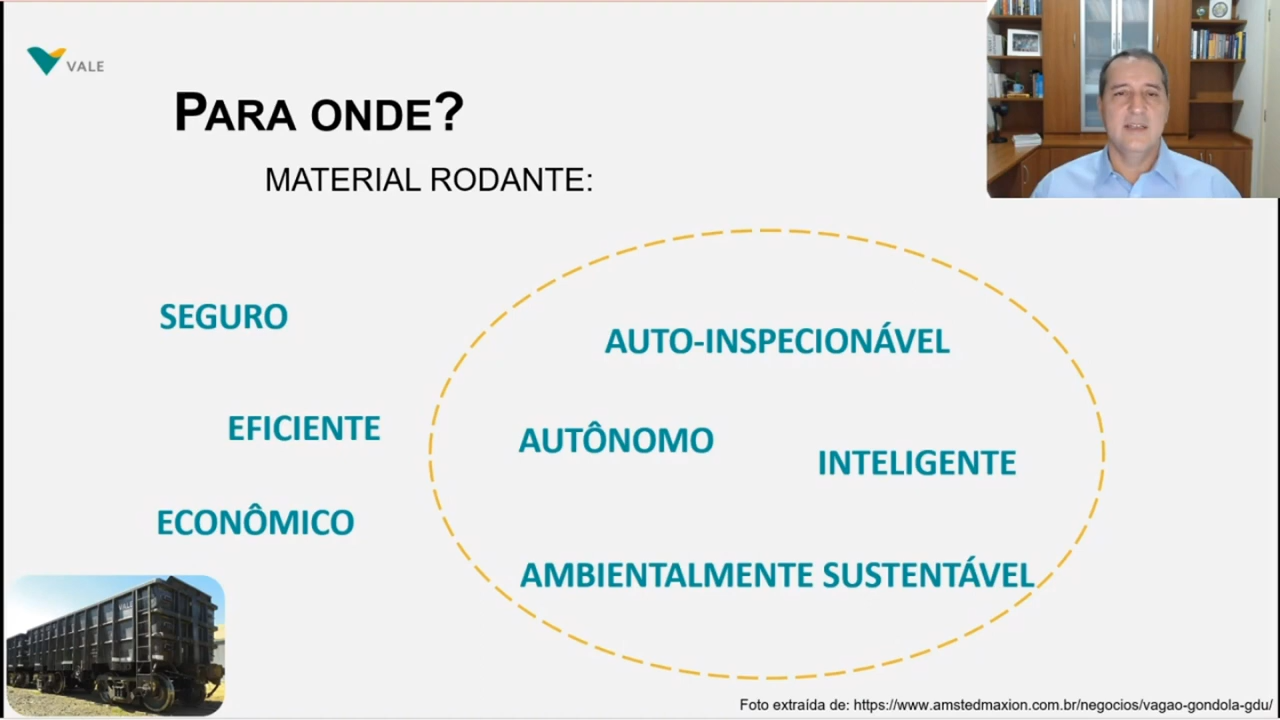 VALE
PARA ONDE?
MATERIAL RODANTE:
SEGURO
AUTO-INSPECIONÁVEL
EFICIENTE
AUTÔNOMO
INTELIGENTE
ECONÔMICO
AMBIENTALMENTE SUSTENTÁVEL
VALE
Foto extraída de: https://www.amstedmaxion.com.br/negocios/vagao-gondola-gdu/